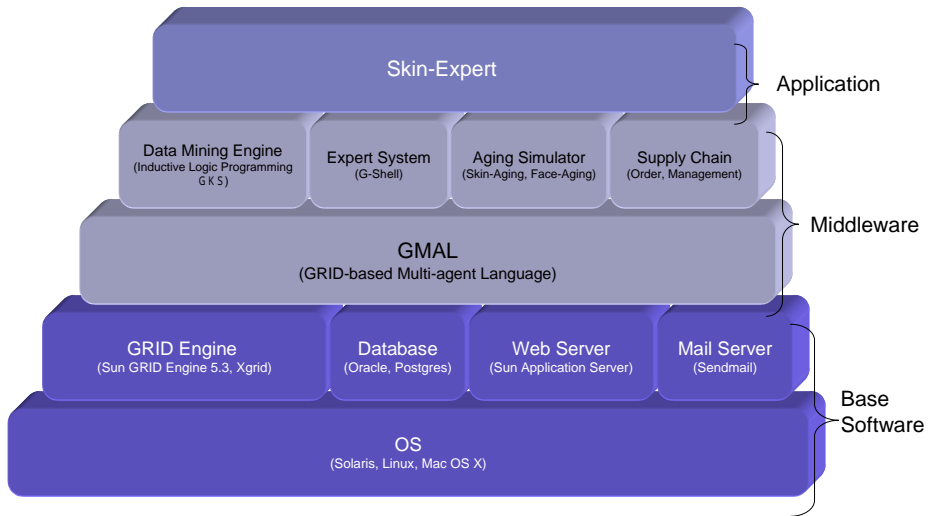 Skin-Expert
Application
Data Mining Engine
(Inductive Logic Programming
GKS)
Expert System
(G-Shell)
Aging Simulator
(Skin-Aging, Face-Aging)
Supply Chain
(Order, Management)
Middleware
GMAL
(GRID-based Multi-agent Language)
GRID Engine
(Sun GRID Engine 5.3, Xgrid)
Database
(Oracle, Postgres)
Web Server
(Sun Application Server)
Mail Server
(Sendmail)
Base
Software
OS
(Solaris, Linux, Mac OS X)